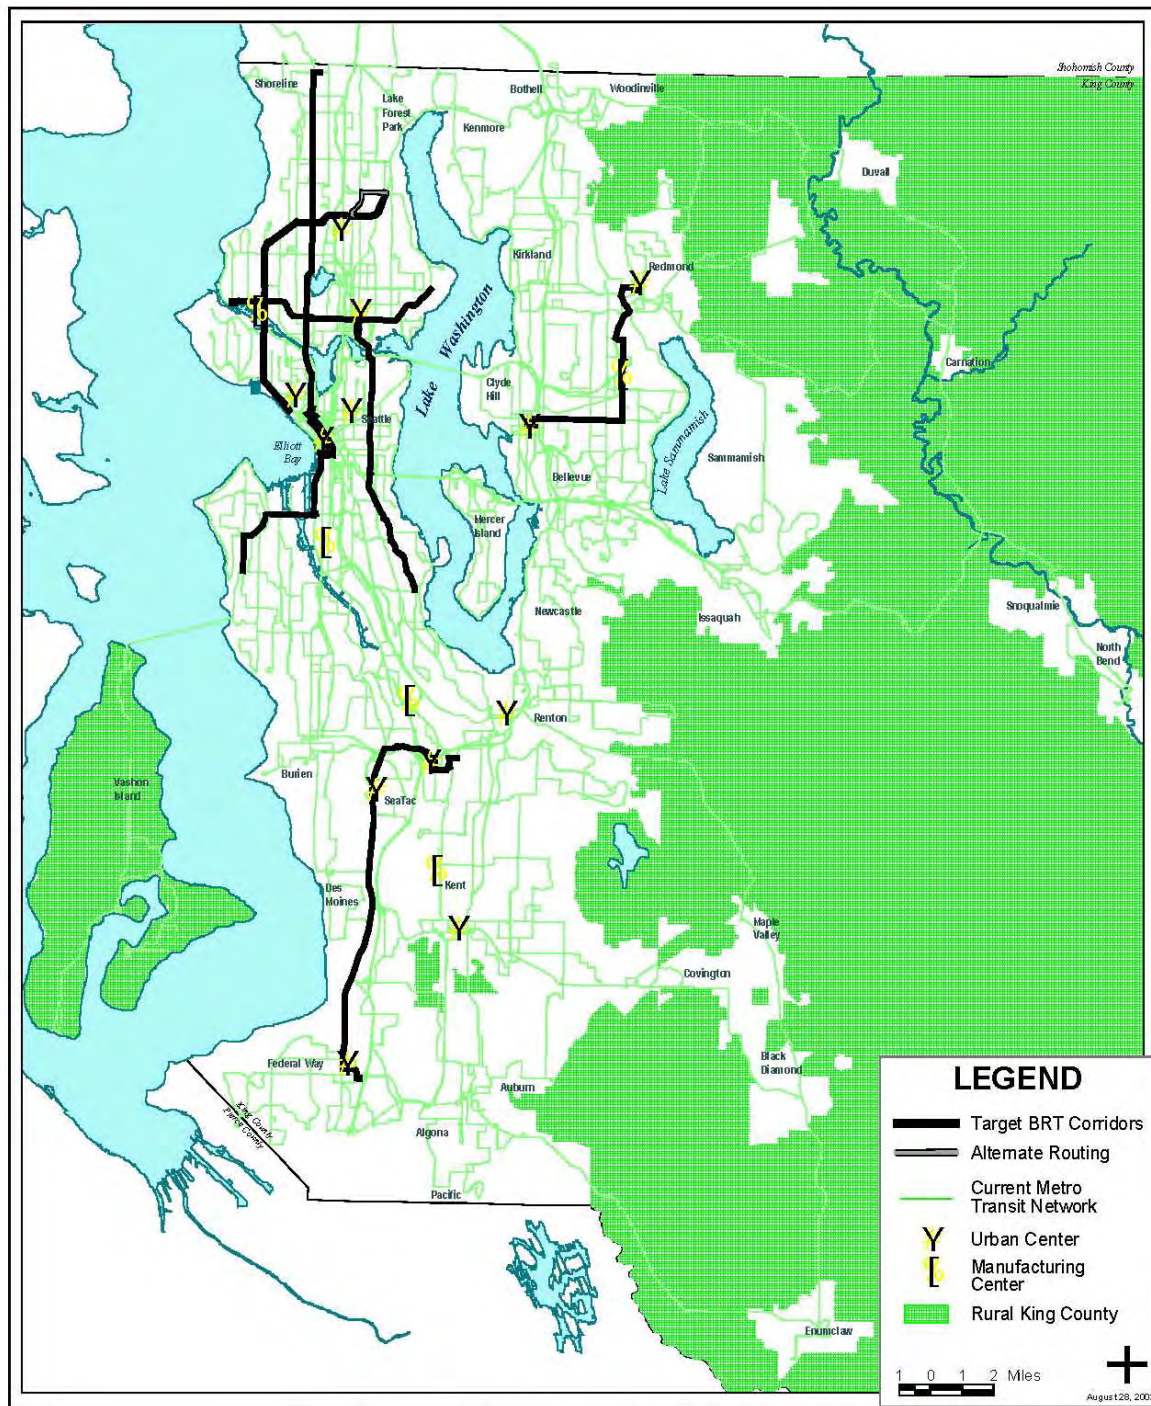 Snohomish County
King County
Shoreline
Lake
Forest
Park
Bothell
Woodinville
Kenmore
Duvall
Kirkland
Redmond
Lake Washington
Carnation
Clyde
Hill
Seattle
Elliott
Bay
Lake Sammamish
Sammamish
Bellevue
Mercer
Island
Newcastle
Issaquah
Snoqualmie
North
Bend
Renton
Burien
Vashon
Island
SeaTac
Kent
Des
Moines
Maple
Valley
Covington
Black
Diamond
Federal Way
Auburn
King County
Pierce County
Algona
Pacific
Enumclaw
LEGEND
Target BRT Corridors
Alternate Routing
Current Metro
Transit Network
Urban Center
Manufacturing
Center
Rural King County
1 0 1 2 Miles
August 28,